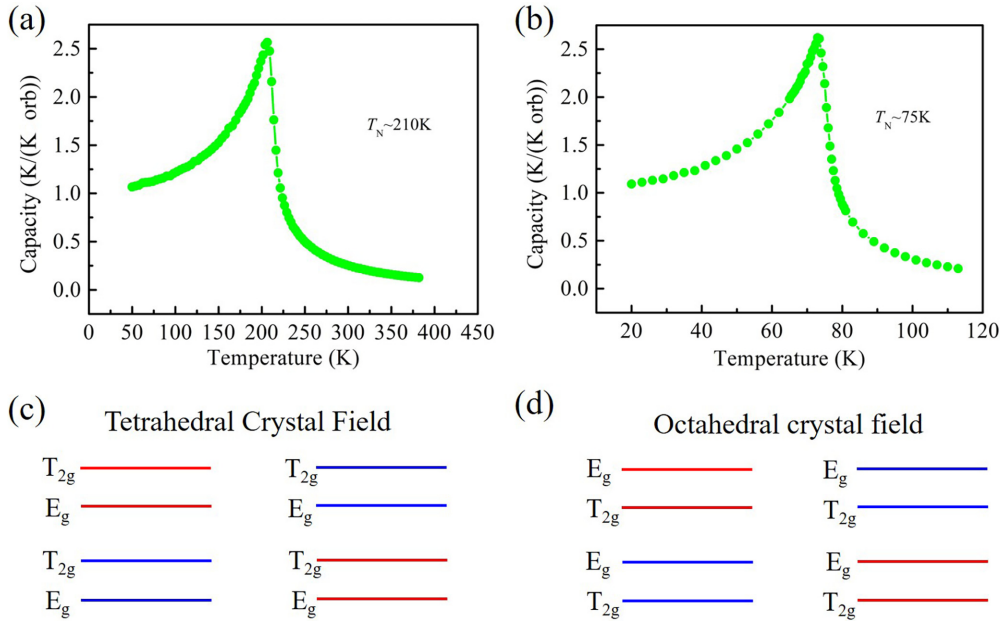 (a)
Capacity (K/(K orb))
2.5
2.0
1.5
1.0
0.5
0.0
T_N~210K
0 50 100 150 200 250 300 350 400 450
Temperature (K)
(b)
Capacity (K/(K orb))
2.5
2.0
1.5
1.0
0.5
0.0
T_N~75K
20 40 60 80 100 120
Temperature (K)
(c)
Tetrahedral Crystal Field
T2g T2g
Eg Eg
T2g T2g
Eg Eg
(d)
Octahedral crystal field
Eg Eg
T2g T2g
Eg Eg
T2g T2g